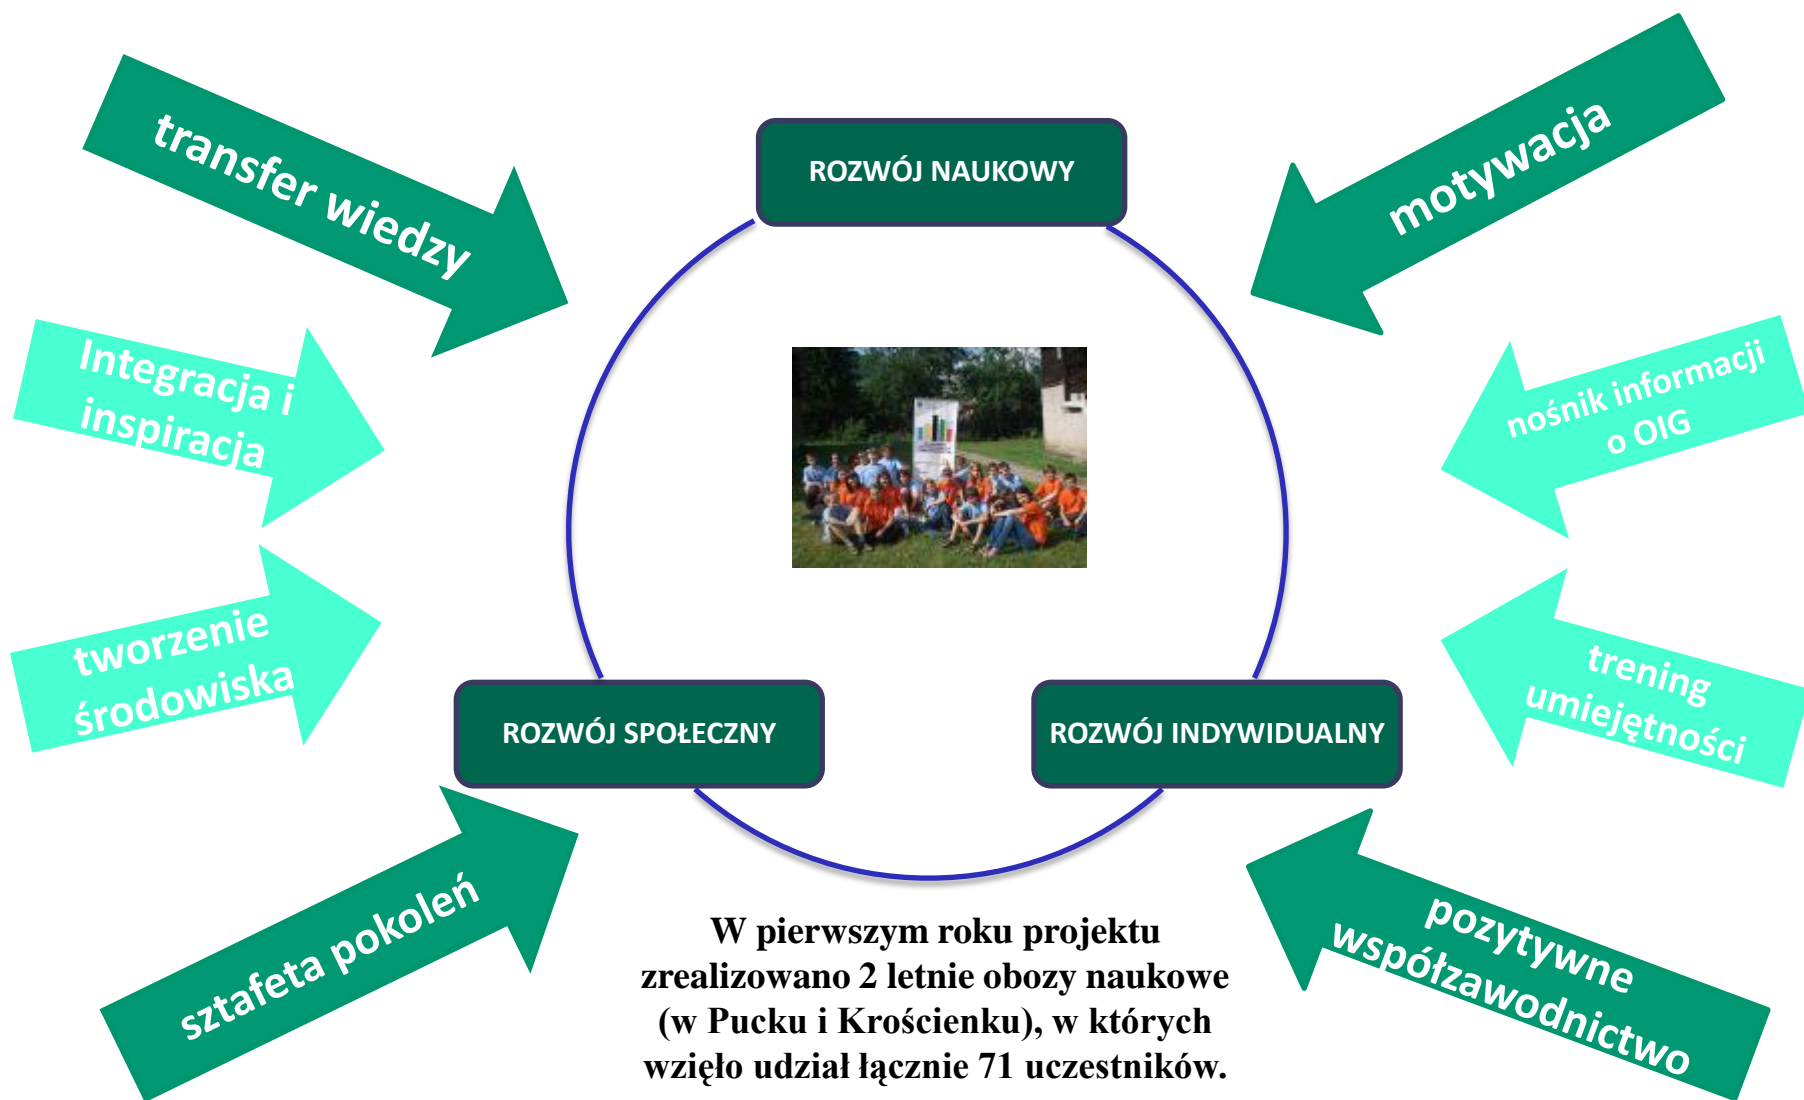 transfer wiedzy
motywacja
ROZWÓJ NAUKOWY
Integracja i
inspiracja
nośnik informacji
o OIG
tworzenie
środowiska
trening
umiejętności
ROZWÓJ SPOŁECZNY
ROZWÓJ INDYWIDUALNY
sztafeta pokoleń
pozytywne
współzawodnictwo
W pierwszym roku projektu
zrealizowano 2 letnie obozy naukowe
(w Pucku i Krościenku), w których
wzięło udział łącznie 71 uczestników.